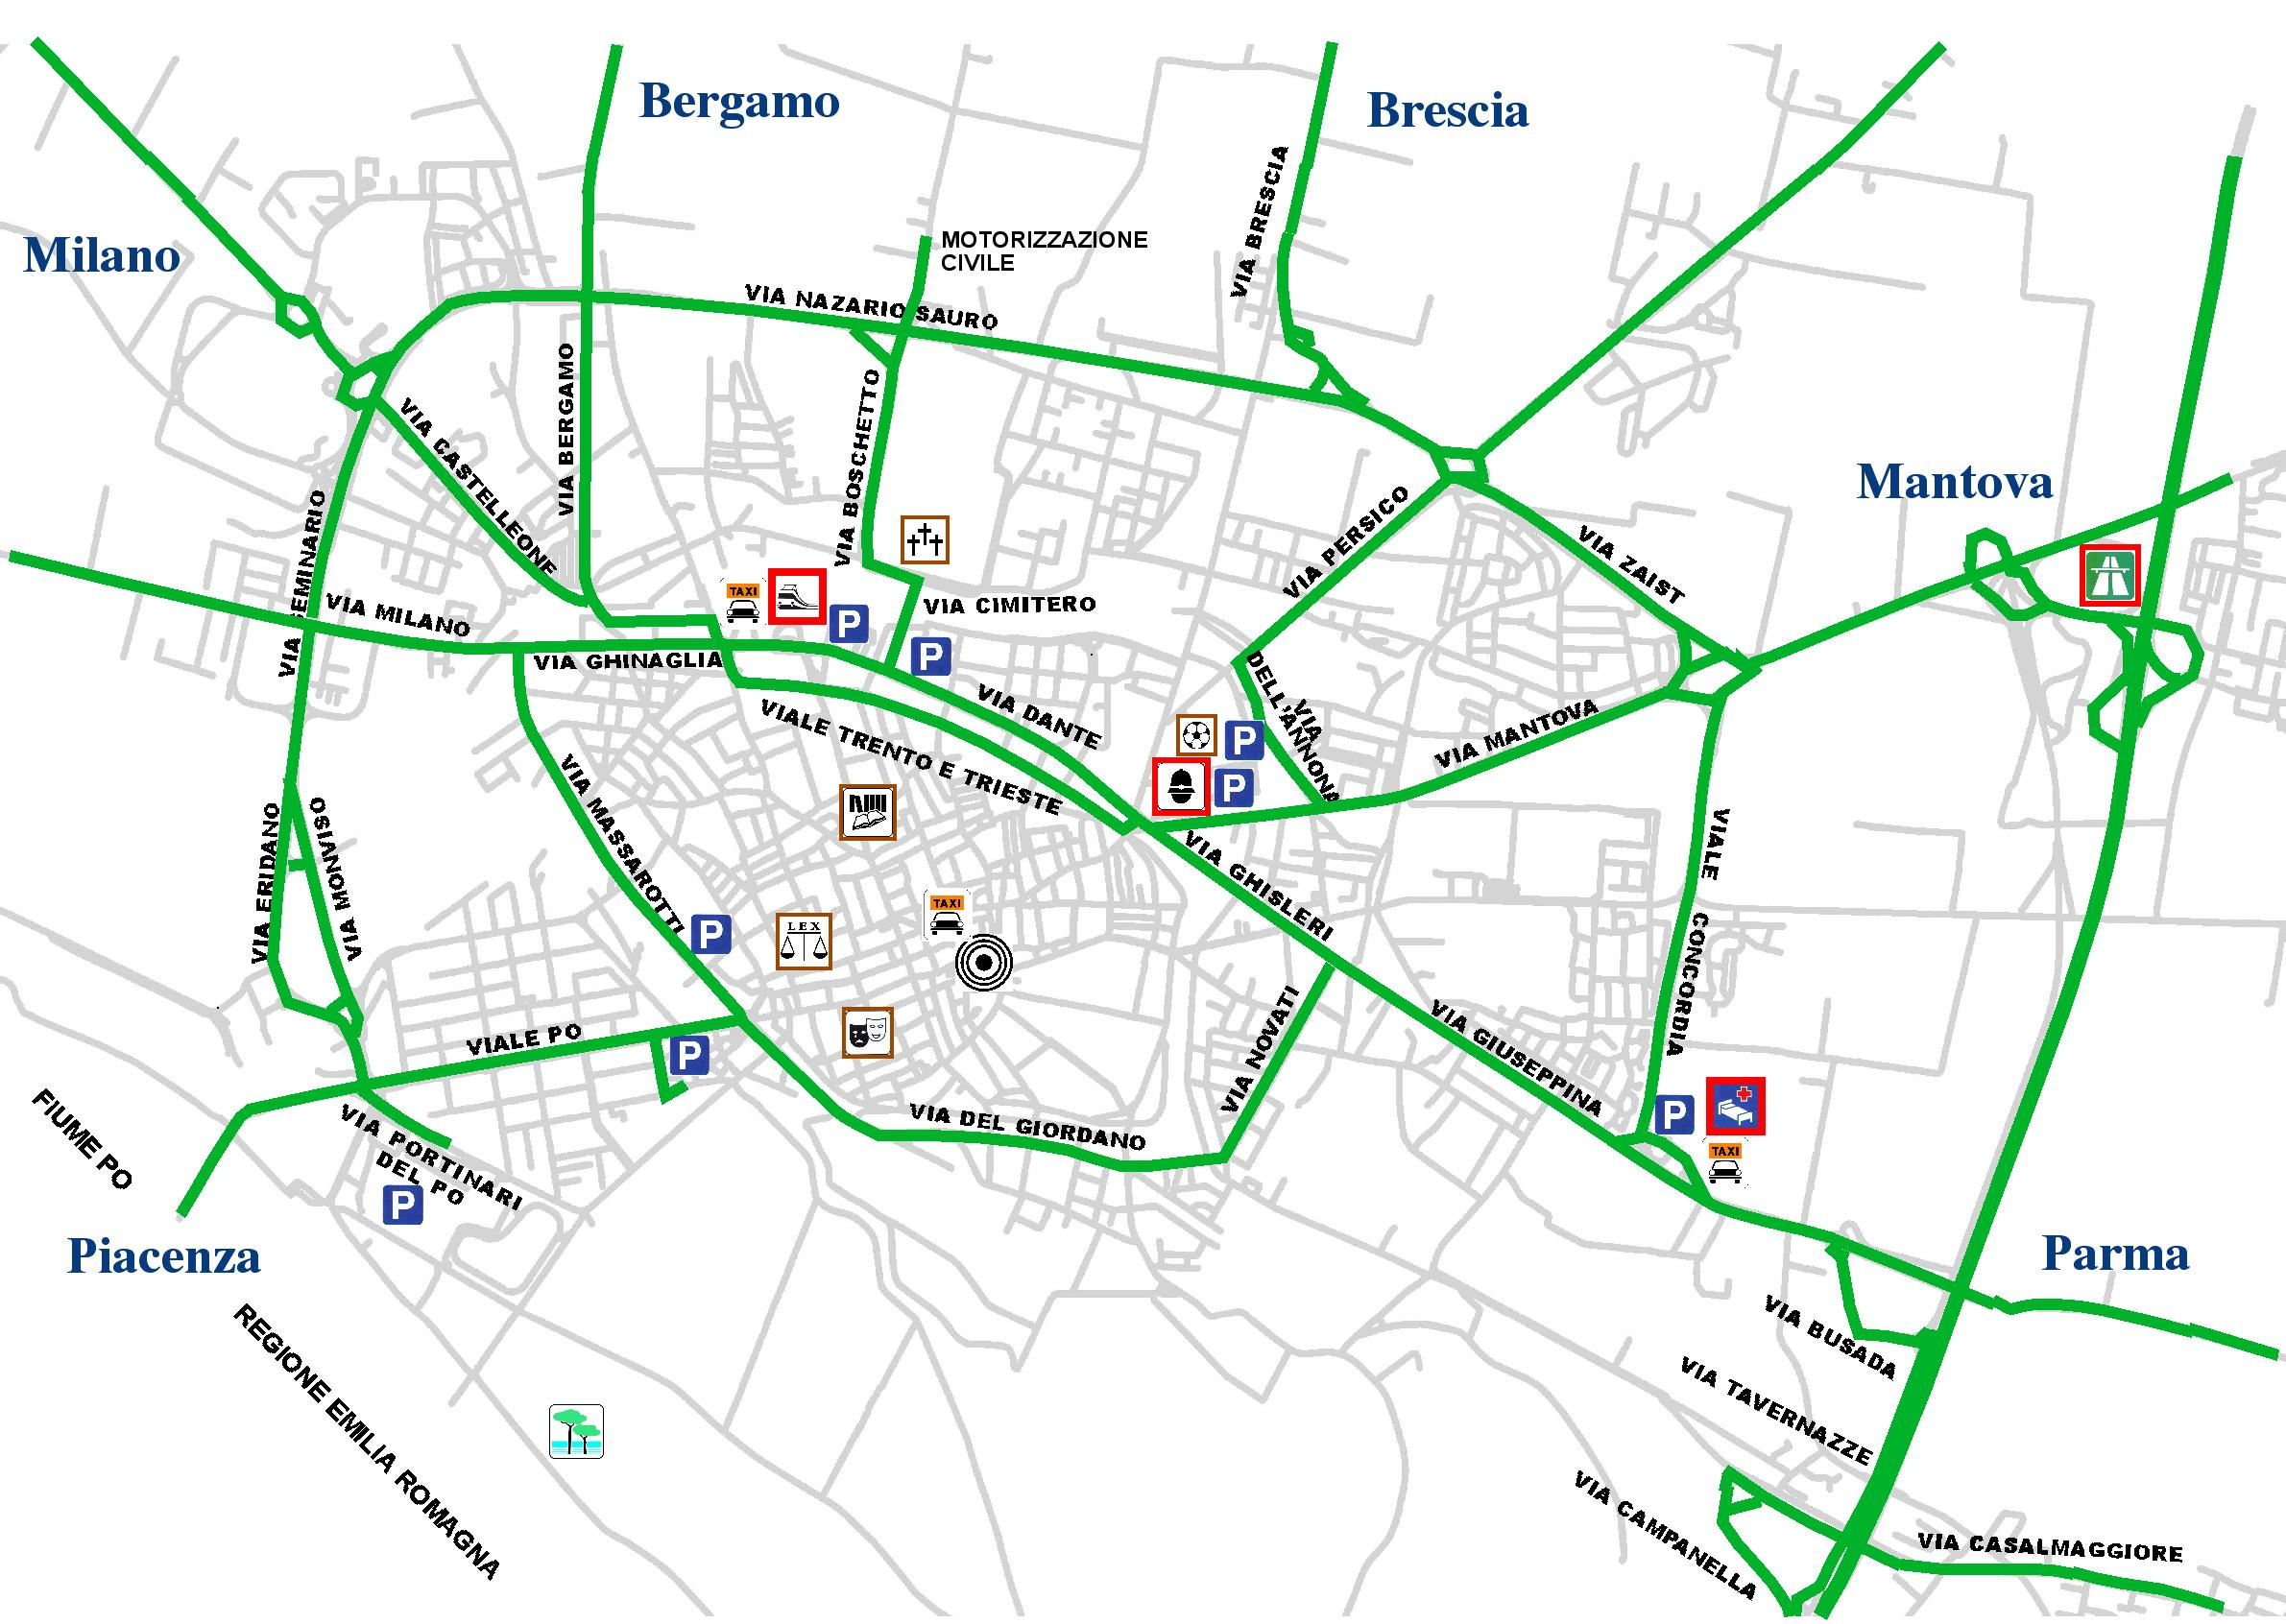 Bergamo
Brescia
Milano
MOTORIZZAZIONE
CIVILE
VIA BRESCIA
VIA NAZARIO SAURO
VIA BERGAMO
VIA BOSCHETTO
VIA CASTELLEONE
Mantova
VIA PERSICO
VIA ZAIST
VIA SEMINARIO
VIA MILANO
TAXI
P
VIA CIMITERO
VIA GHINAGLIA
P
VIA DANTE
VIALE TRENTO E TRIESTE
VIA
DELL'ANNONA
P
P
VIA MANTOVA
VIA MASSAROTTI
VIA ERIDANO
VIA MONVISO
VIA GHISLERI
VIALE CONCORDIA
TAXI
LEX
P
VIALE PO
P
VIA NOVATI
VIA GIUSEPPINA
FIUME PO
VIA PORTINARI
DEL PO
P
VIA DEL GIORDANO
P
TAXI
Piacenza
Parma
REGIONE EMILIA ROMAGNA
VIA BUSADA
VIA TAVERNAZZE
VIA CAMPANELLA
VIA CASALMAGGIORE